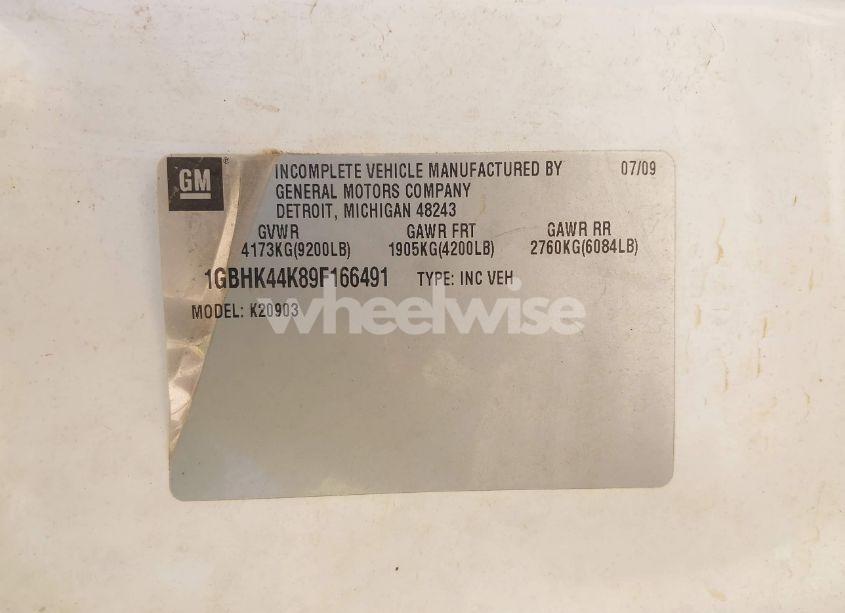 GM
INCOMPLETE VEHICLE MANUFACTURED BY 07/09
GENERAL MOTORS COMPANY
DETROIT, MICHIGAN 48243
GVWR GAWR FRT GAWR RR
4173KG(9200LB) 1905KG(4200LB) 2760KG(6084LB)
1GBHK44K89F166491 TYPE: INC VEH
MODEL: K20903
wheelwise